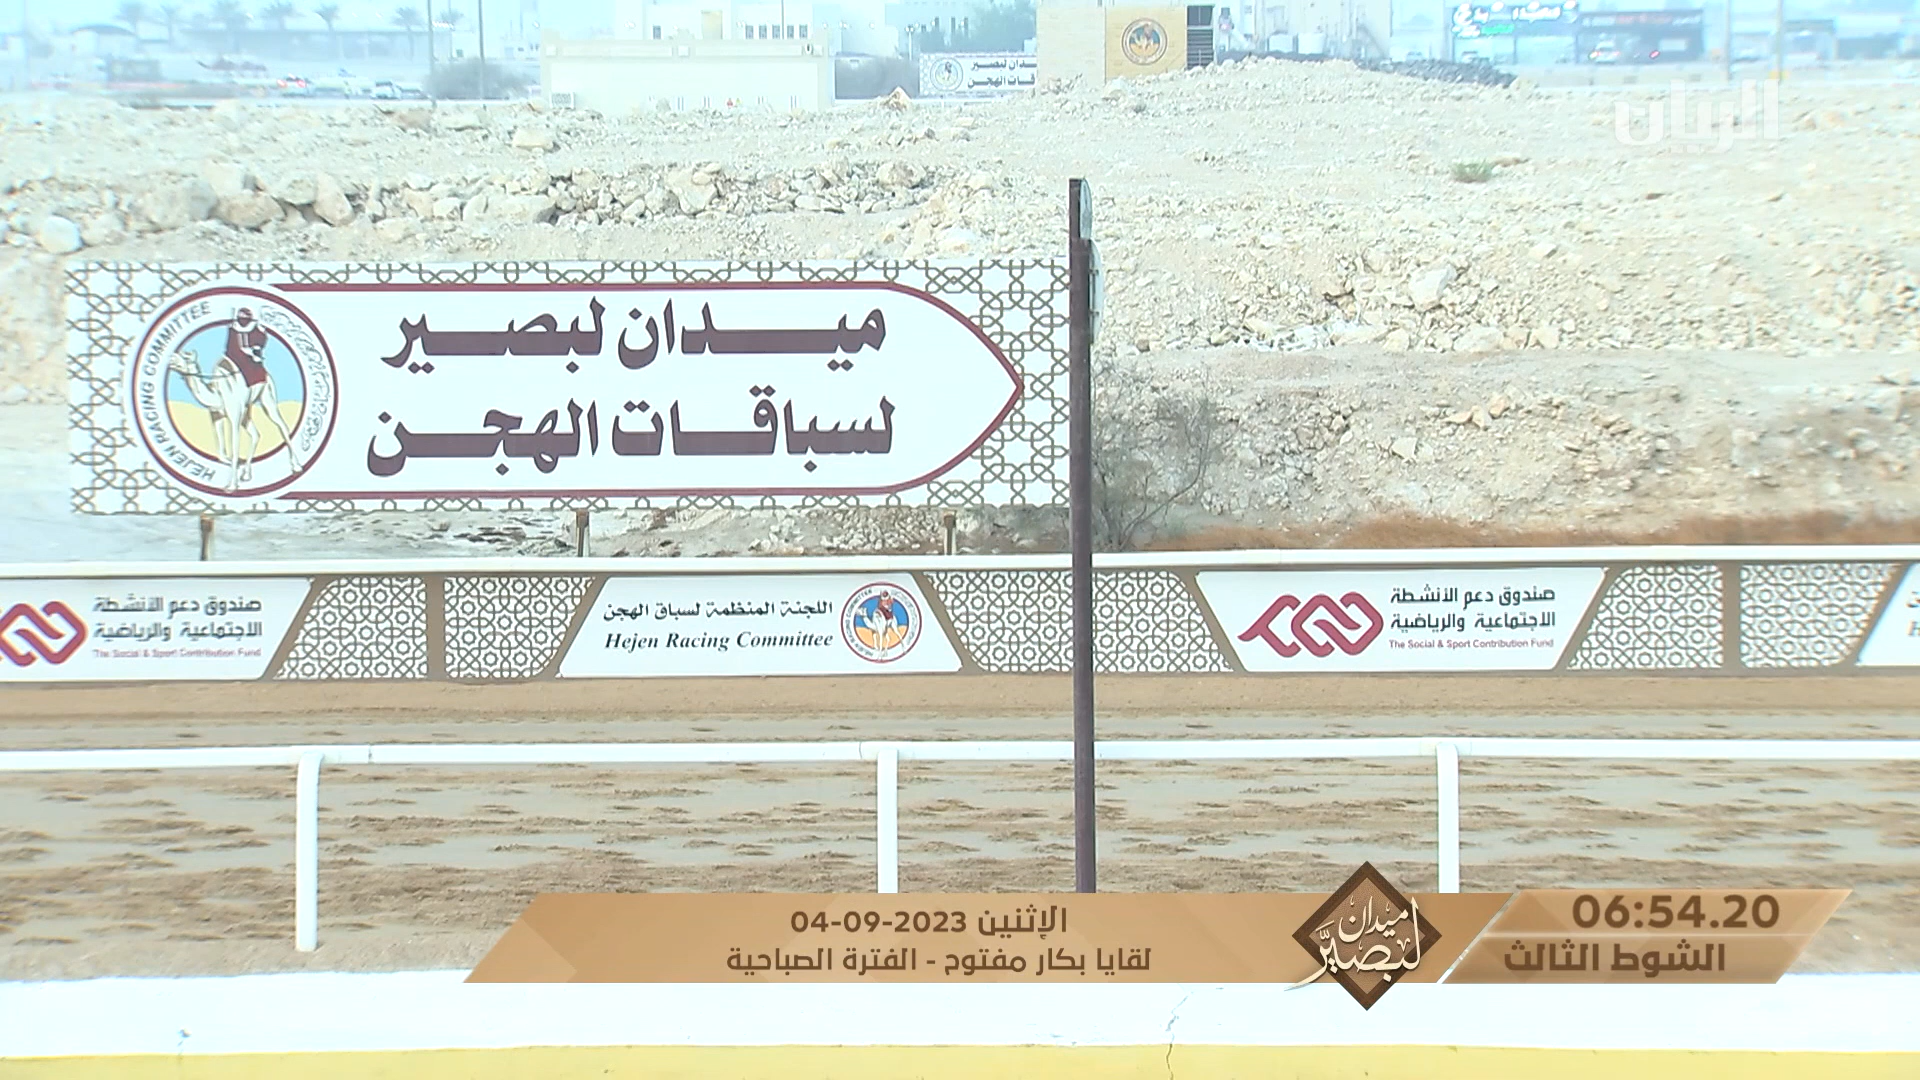 ميدان لبصير
لسباقات الهجن
الريان
ميدان لبصير
لسباقات الهجن
HEJEN RACING COMMITTEE
صندوق دعم الأنشطة
الاجتماعية والرياضية
The Social & Sport Contribution Fund
اللجنة المنظمة لسباق الهجن
Hejen Racing Committee
صندوق دعم الأنشطة
الاجتماعية والرياضية
The Social & Sport Contribution Fund
06:54.20
الشوط الثالث
ميدان لبصير
الإثنين 04-09-2023
لقايا بكار مفتوح - الفترة الصباحية